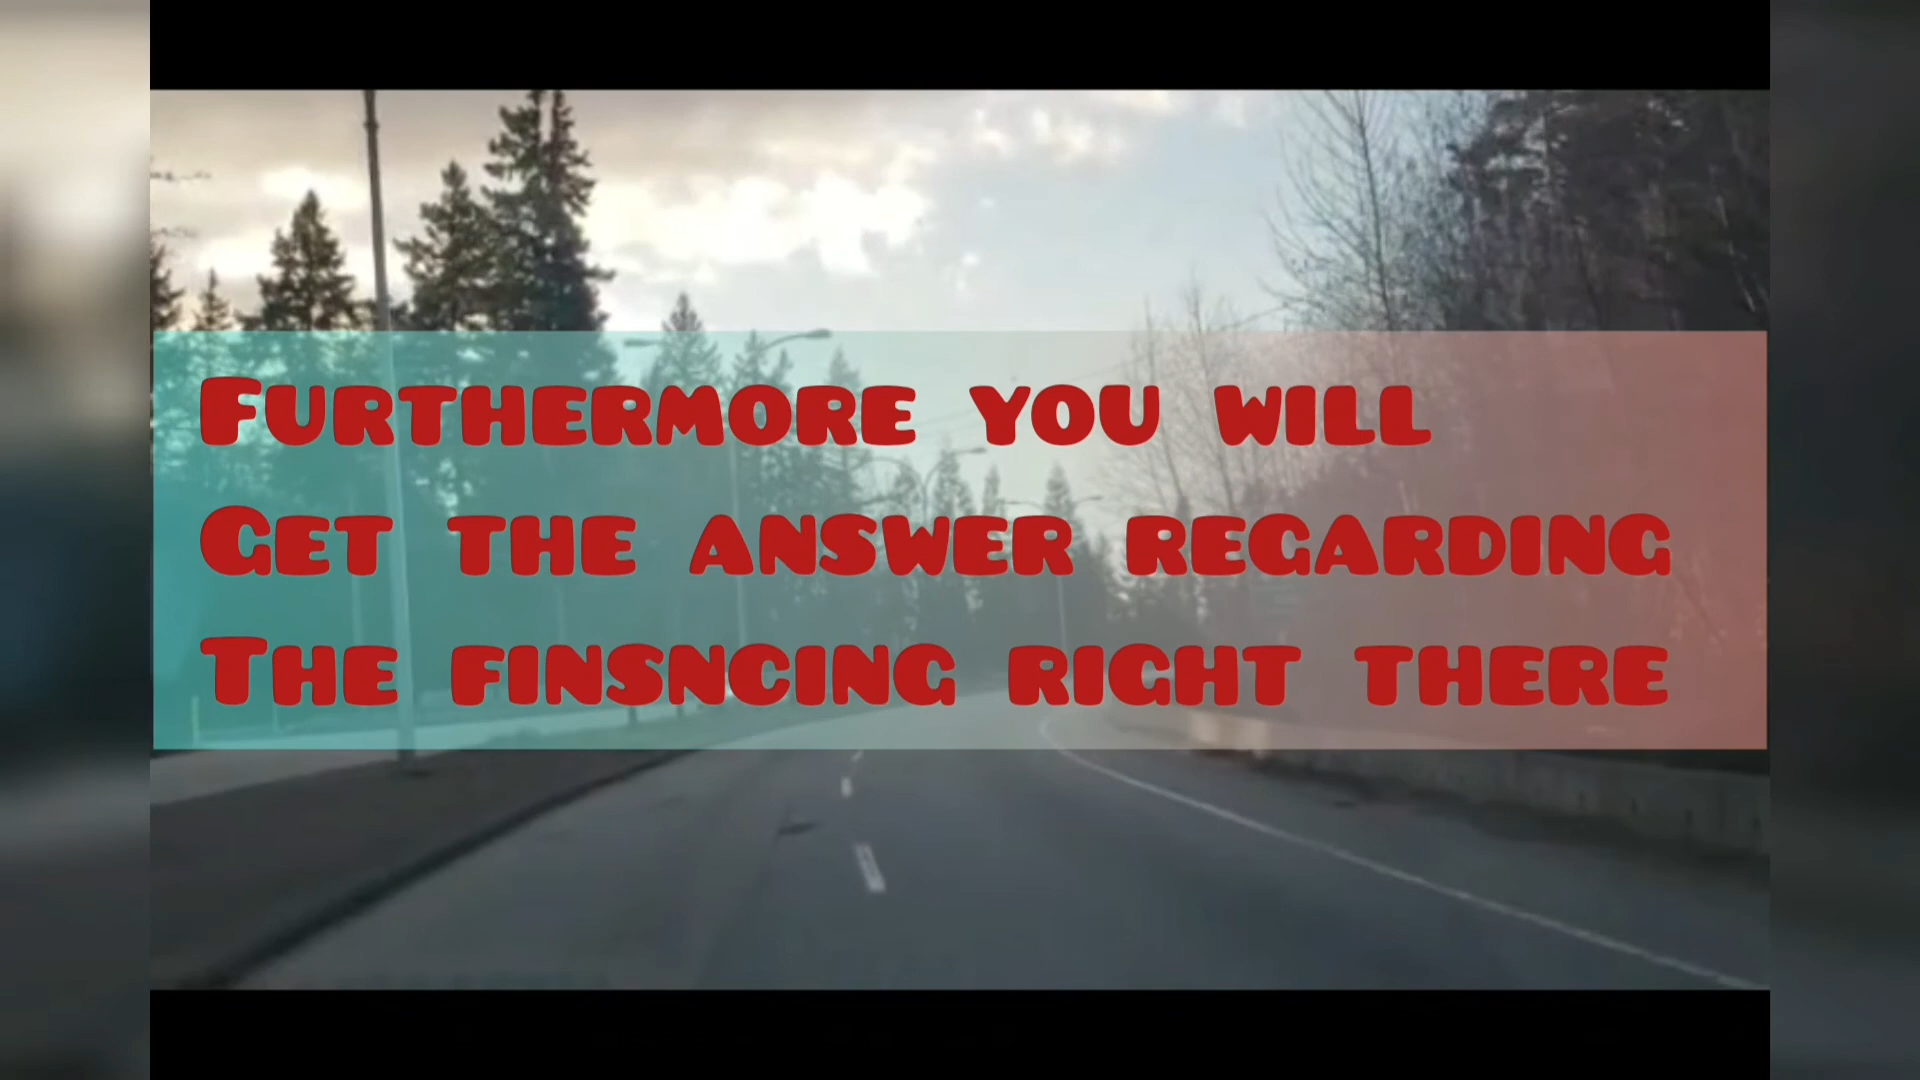 Furthermore you will
Get the answer regarding
The finsncing right there